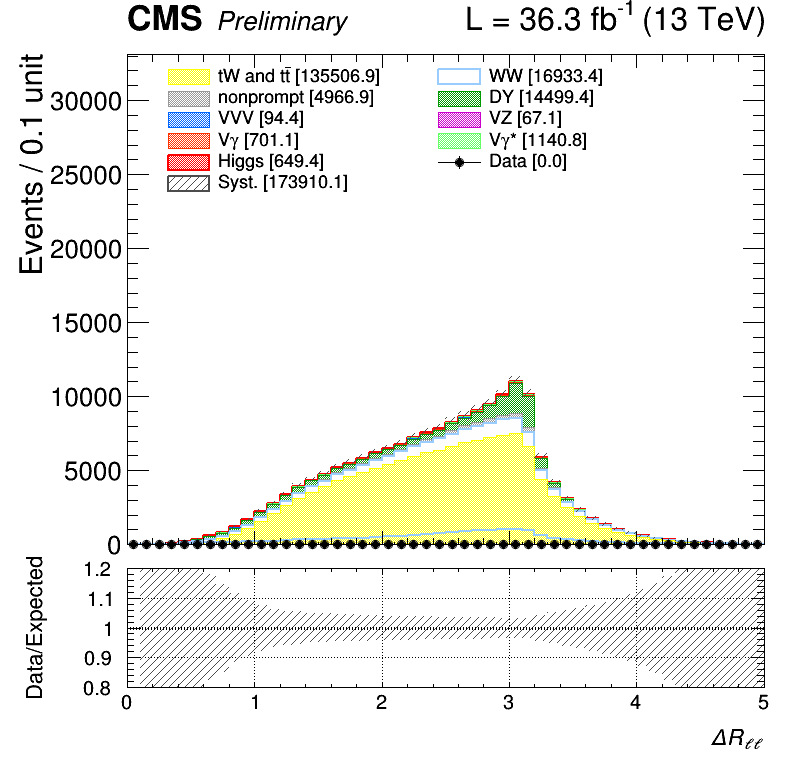 CMS Preliminary L = 36.3 fb⁻¹ (13 TeV)
Events / 0.1 unit
tW and tt̄ [135506.9] WW [16933.4]
nonprompt [4966.9] DY [14499.4]
VVV [94.4] VZ [67.1]
Vγ [701.1] Vγ* [1140.8]
Higgs [649.4] Data [0.0]
Syst. [173910.1]
30000
25000
20000
15000
10000
5000
0
Data/Expected
1.2
1.1
1
0.9
0.8
0 1 2 3 4 5
ΔRℓℓ